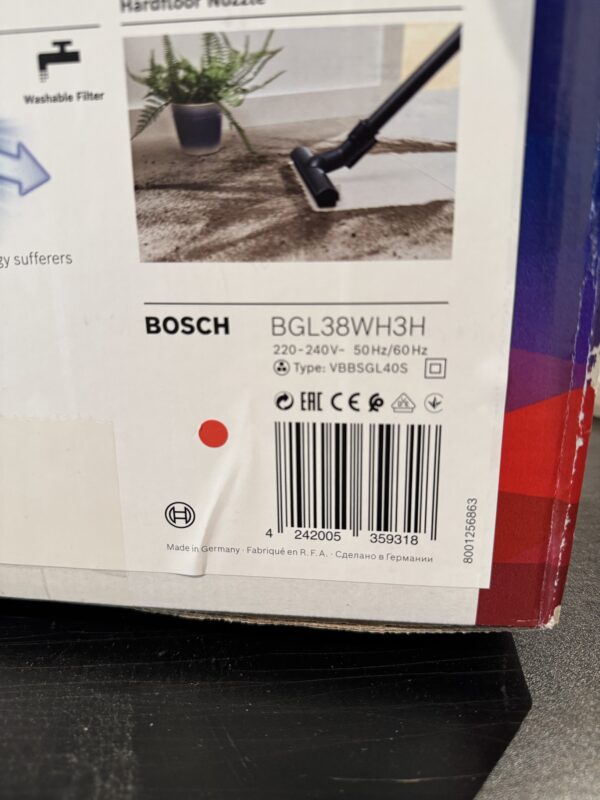 Hardfloor Nozzle
Washable Filter
gy sufferers
BOSCH
BGL38WH3H
220-240V~ 50Hz/60Hz
Type: VBBSGL40S
EAC CE
4 242005 359318
8001256863
Made in Germany · Fabriqué en R. F. A. · Сделано в Германии